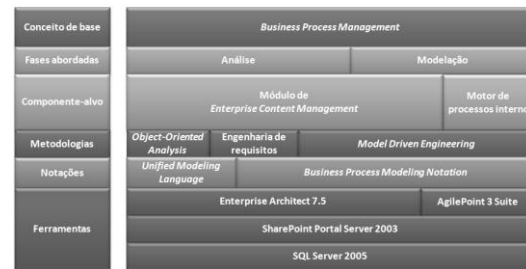 Conceito de base
Business Process Management
Fases abordadas
Análise
Modelação
Componente-alvo
Módulo de
Enterprise Content Management
Motor de
processos interno
Metodologias
Object-Oriented
Analysis
Engenharia de
requisitos
Model Driven Engineering
Notações
Unified Modeling
Language
Business Process Modeling Notation
Ferramentas
Enterprise Architect 7.5
AgilePoint 3 Suite
SharePoint Portal Server 2003
SQL Server 2005